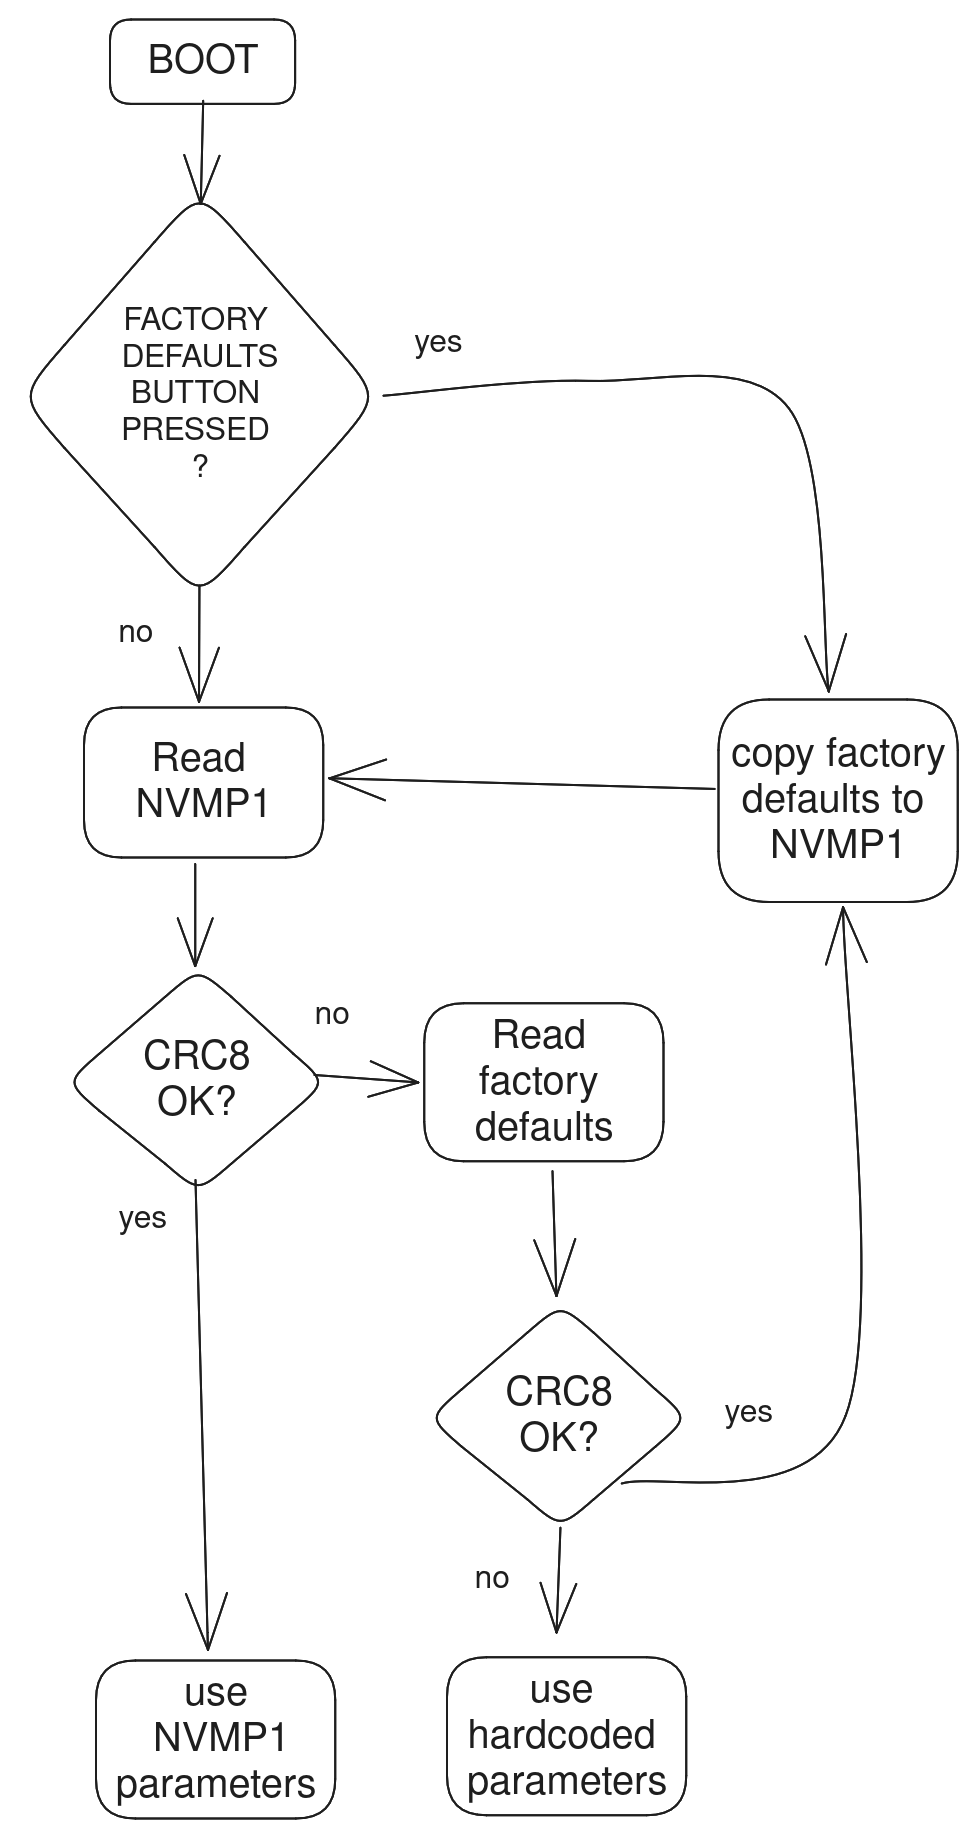 BOOT
FACTORY
DEFAULTS
BUTTON
PRESSED
?
yes
no
Read
NVMP1
copy factory
defaults to
NVMP1
CRC8
OK?
no
Read
factory
defaults
yes
CRC8
OK?
yes
no
use
NVMP1
parameters
use
hardcoded
parameters